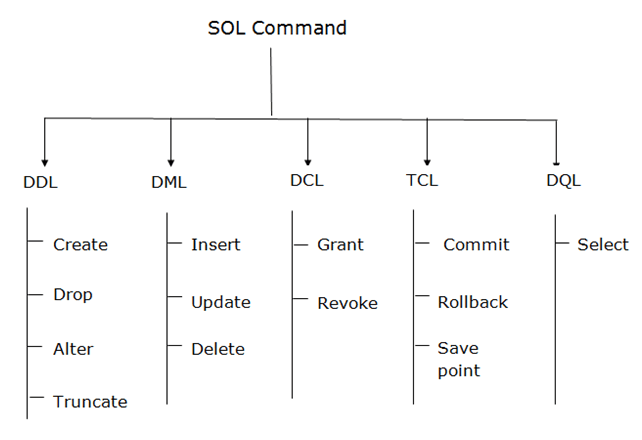 SOL Command
DDL
DML
DCL
TCL
DQL
Create
Drop
Alter
Truncate
Insert
Update
Delete
Grant
Revoke
Commit
Rollback
Save
point
Select